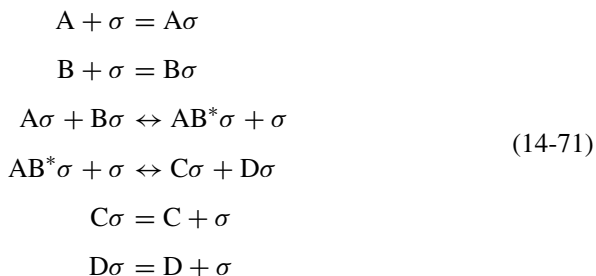 A + σ = Aσ
B + σ = Bσ
Aσ + Bσ ↔ AB*σ + σ
(14-71)
AB*σ + σ ↔ Cσ + Dσ
Cσ = C + σ
Dσ = D + σ